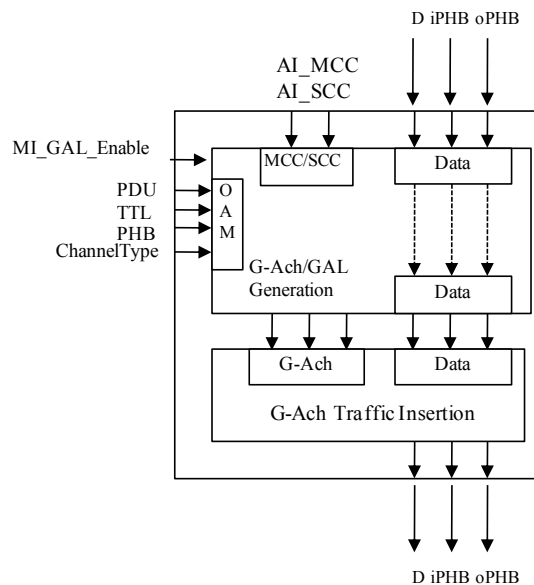 D iPHB oPHB
AI_MCC
AI_SCC
MI_GAL_Enable
MCC/SCC
Data
PDU
TTL
PHB
ChannelType
O
A
M
G-Ach/GAL
Generation
Data
G-Ach
Data
G-Ach Traffic Insertion
D iPHB oPHB